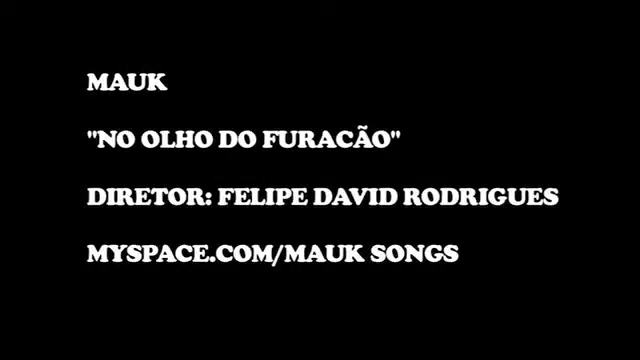 MAUK
"NO OLHO DO FURACÃO"
DIRETOR: FELIPE DAVID RODRIGUES
MYSPACE.COM/MAUK SONGS